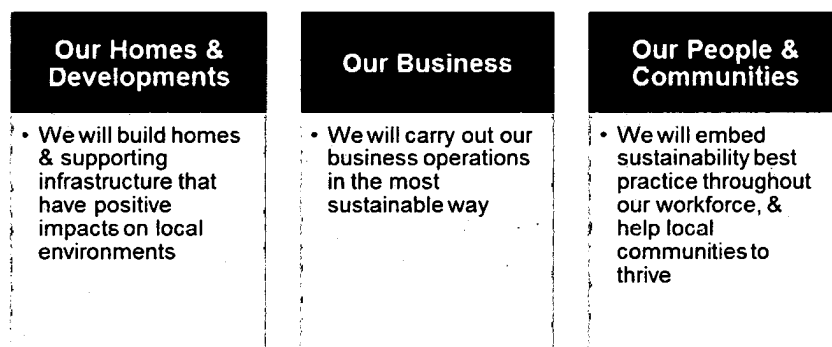 Our Homes &
Developments
• We will build homes
& supporting
infrastructure that
have positive
impacts on local
environments
Our Business
• We will carry out our
business operations
in the most
sustainable way
Our People &
Communities
• We will embed
sustainability best
practice throughout
our workforce, &
help local
communities to
thrive